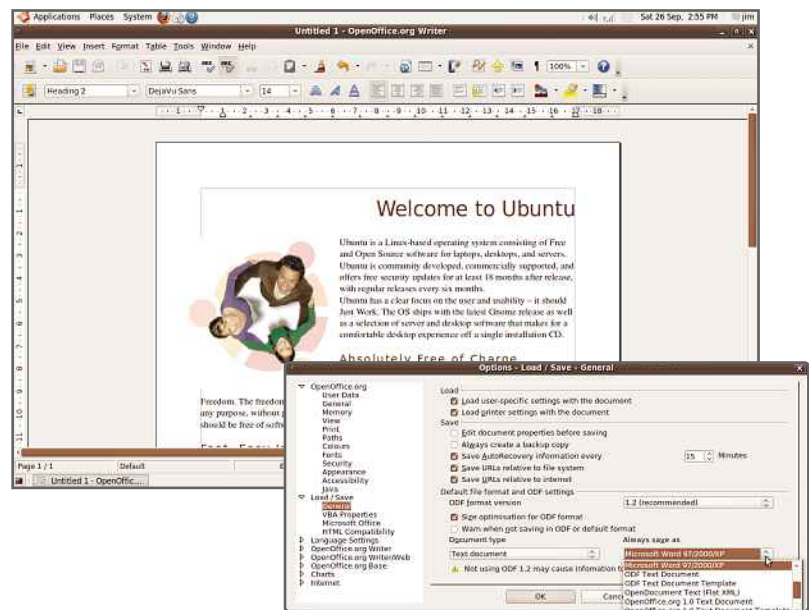 Applications Places System
Sat 26 Sep, 2:55 PM jim
Untitled 1 - OpenOffice.org Writer
File Edit View Insert Format Table Tools Window Help
100%
Heading 2 DejaVu Sans 14
Welcome to Ubuntu
Ubuntu is a Linux-based operating system consisting of Free
and Open Source software for laptops, desktops, and servers.
Ubuntu is community developed, commercially supported, and
offers free security updates for at least 18 months after release,
with regular releases every six months.
Ubuntu has a clear focus on the user and usability – it should
Just Work. The OS ships with the latest Gnome release as well
as a selection of server and desktop software that makes for a
comfortable desktop experience off a single installation CD.
Absolutely Free of Charge
Freedom. The freedom
any purpose, without
should be free of
Page 1 / 1 Default
Untitled 1 - OpenOffic...
Options - Load / Save - General
OpenOffice.org
User Data
General
Memory
View
Print
Paths
Colours
Fonts
Security
Appearance
Accessibility
Java
Load / Save
General
VBA Properties
Microsoft Office
HTML Compatibility
Language Settings
OpenOffice.org Writer
OpenOffice.org Writer/Web
OpenOffice.org Base
Charts
Internet
Load
Load user-specific settings with the document
Load printer settings with the document
Save
Edit document properties before saving
Always create a backup copy
Save AutoRecovery information every 15 Minutes
Save URLs relative to file system
Save URLs relative to internet
Default file format and ODF settings
ODF format version 1.2 (recommended)
Size optimisation for ODF format
Warn when not saving in ODF or default format
Document type Always save as
Text document Microsoft Word 97/2000/XP
Not using ODF 1.2 may cause information to
Microsoft Word 97/2000/XP
ODF Text Document
ODF Text Document Template
OpenDocument Text (Flat XML)
OpenOffice.org 1.0 Text Document
OpenOffice.org 1.0 Text Document Template
OK Canc